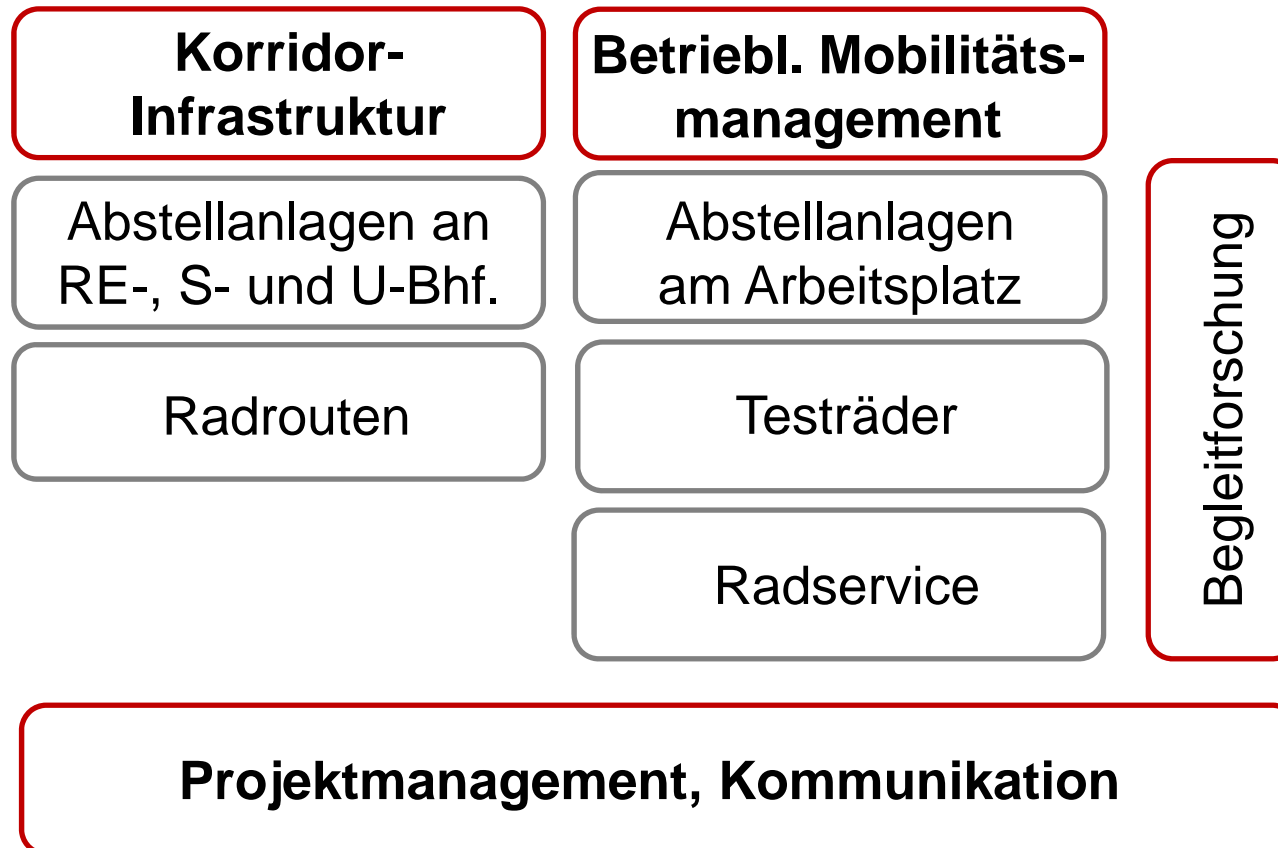 Korridor-
Infrastruktur
Betriebl. Mobilitäts-
management
Abstellanlagen an
RE-, S- und U-Bhf.
Abstellanlagen
am Arbeitsplatz
Radrouten
Testräder
Radservice
Begleitforschung
Projektmanagement, Kommunikation